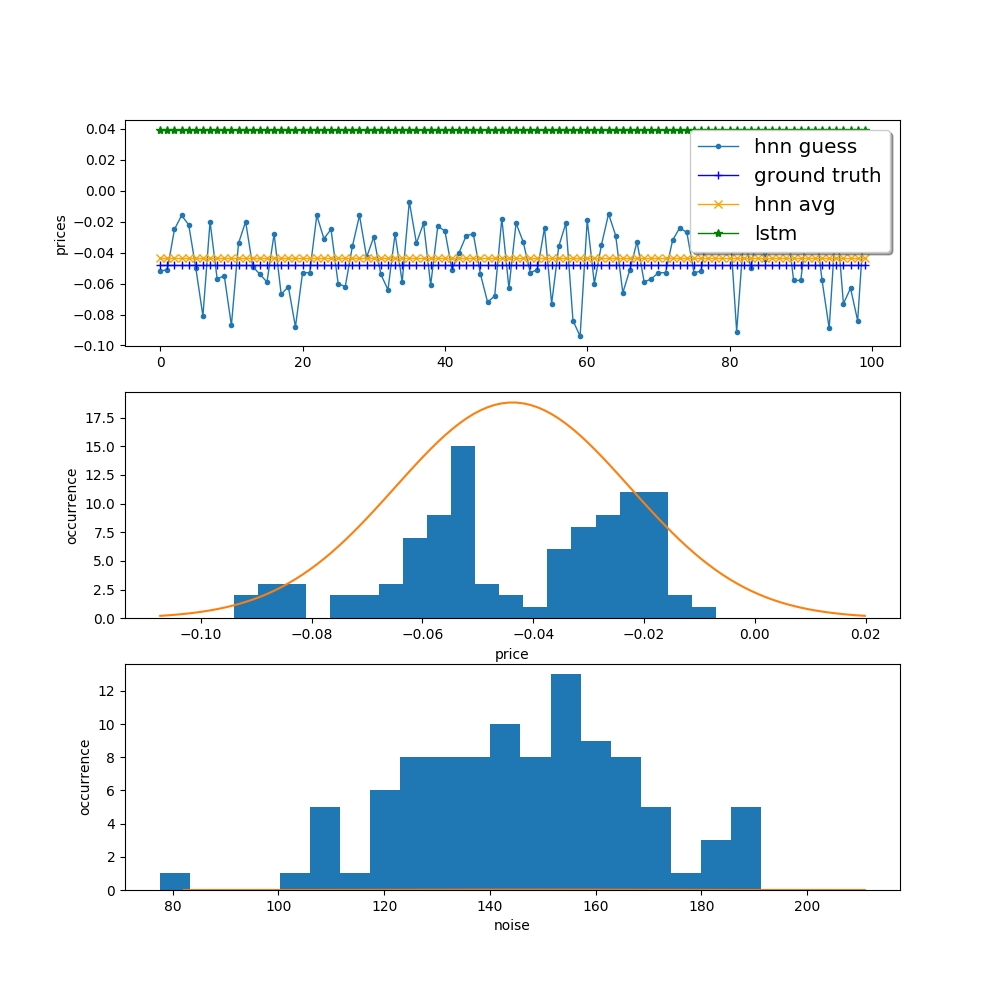 0.04
0.02
0.00
−0.02
−0.04
−0.06
−0.08
−0.10
prices
hnn guess
ground truth
hnn avg
lstm
0 20 40 60 80 100
17.5
15.0
12.5
10.0
7.5
5.0
2.5
0.0
occurrence
−0.10 −0.08 −0.06 −0.04 −0.02 0.00 0.02
price
12
10
8
6
4
2
0
occurrence
80 100 120 140 160 180 200
noise